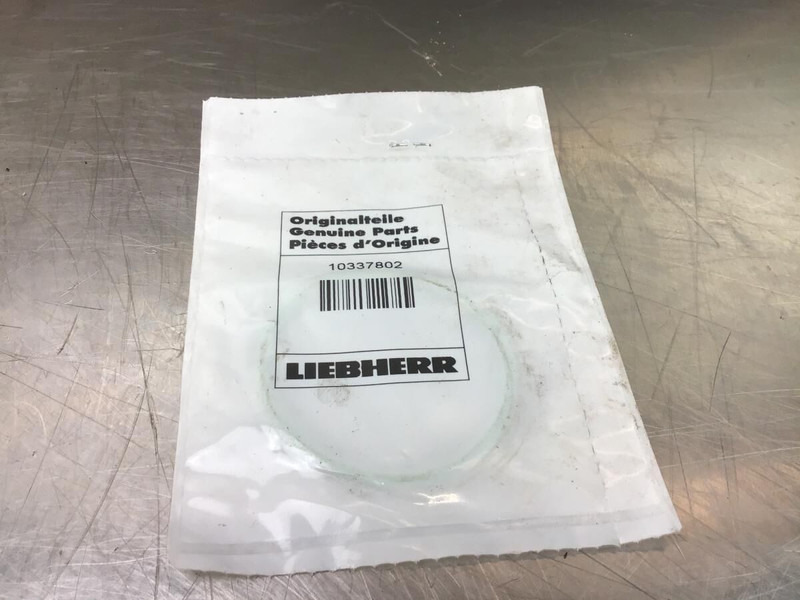 Originalteile
Genuine Parts
Pièces d'Origine
10337802
LIEBHERR